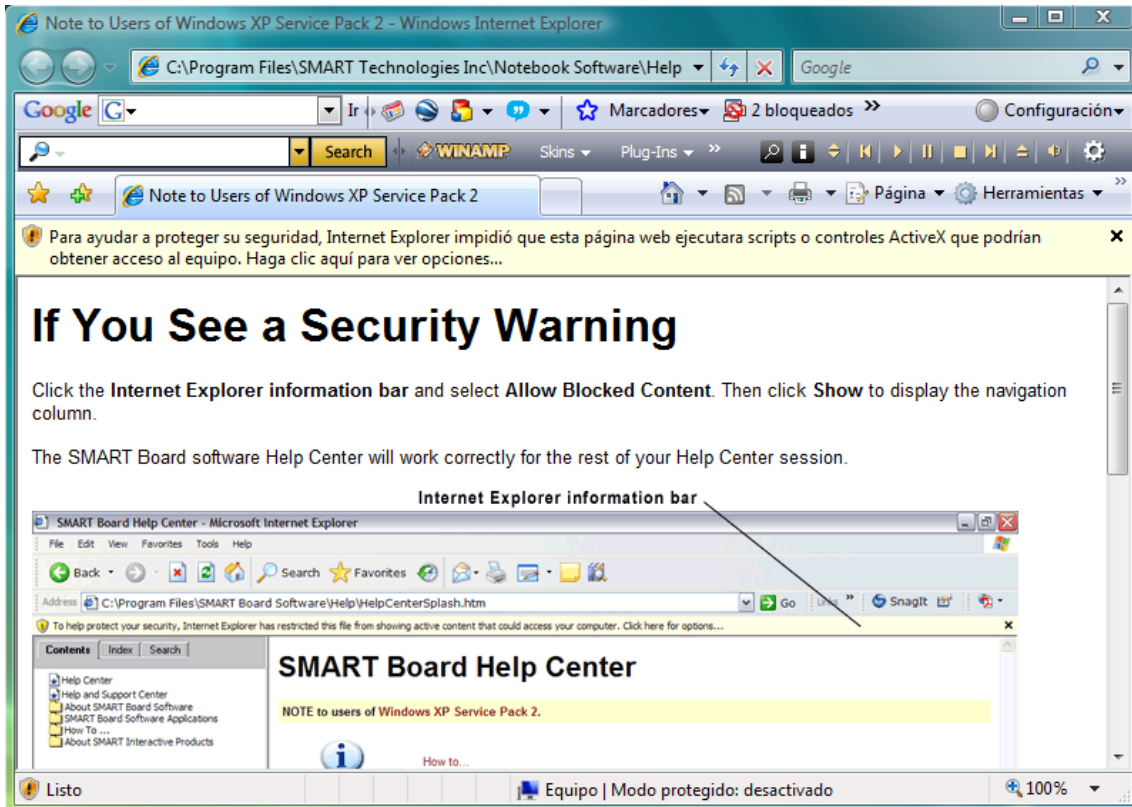 Note to Users of Windows XP Service Pack 2 - Windows Internet Explorer
C:\Program Files\SMART Technologies Inc\Notebook Software\Help
Google
Google G Ir Marcadores 2 bloqueados » Configuración
Search WINAMP Skins Plug-Ins »
Note to Users of Windows XP Service Pack 2 Página Herramientas »
Para ayudar a proteger su seguridad, Internet Explorer impidió que esta página web ejecutara scripts o controles ActiveX que podrían
obtener acceso al equipo. Haga clic aquí para ver opciones...
If You See a Security Warning
Click the Internet Explorer information bar and select Allow Blocked Content. Then click Show to display the navigation
column.
The SMART Board software Help Center will work correctly for the rest of your Help Center session.
Internet Explorer information bar
SMART Board Help Center - Microsoft Internet Explorer
File Edit View Favorites Tools Help
Back Search Favorites
Address C:\Program Files\SMART Board Software\Help\HelpCenterSplash.htm Go Links » SnagIt
To help protect your security, Internet Explorer has restricted this file from showing active content that could access your computer. Click here for options...
Contents Index Search
SMART Board Help Center
Help Center
Help and Support Center
About SMART Board Software
SMART Board Software Applications
How To ...
About SMART Interactive Products
NOTE to users of Windows XP Service Pack 2.
How to...
Listo Equipo | Modo protegido: desactivado 100%